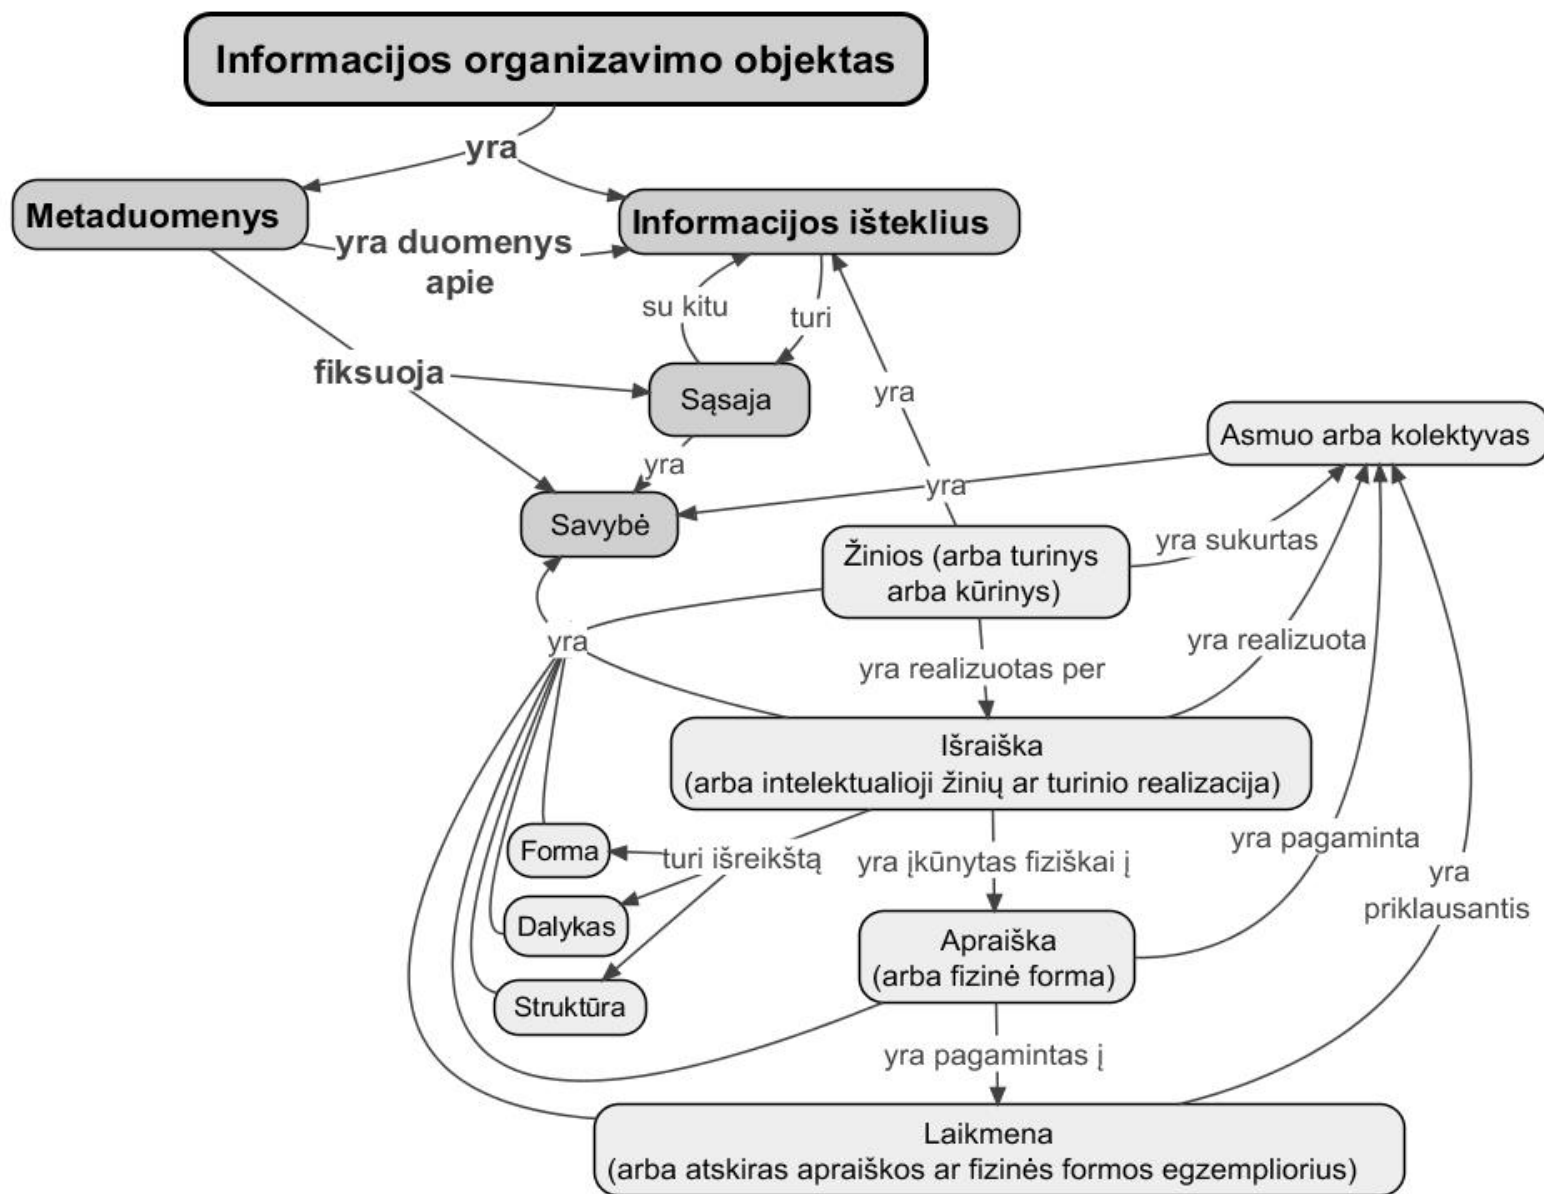 Informacijos organizavimo objektas
yra
Metaduomenys
Informacijos išteklius
yra duomenys
apie
su kitu
turi
fiksuoja
Sąsaja
yra
Asmuo arba kolektyvas
yra
yra
Savybė
Žinios (arba turinys
arba kūrinys)
yra sukurtas
yra
yra realizuota
yra realizuotas per
Išraiška
(arba intelektualioji žinių ar turinio realizacija)
Forma
turi išreikštą
yra įkūnytas fiziškai į
yra pagaminta
yra
priklausantis
Dalykas
Apraiška
(arba fizinė forma)
Struktūra
yra pagamintas į
Laikmena
(arba atskiras apraiškos ar fizinės formos egzempliorius)